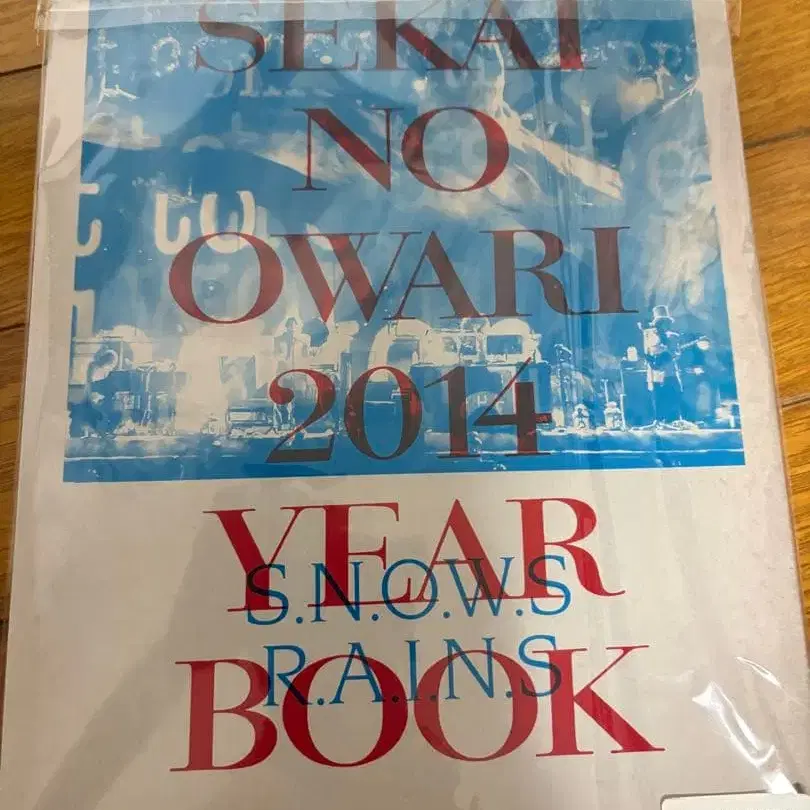 SEKAI
NO
OWARI
2014
YEAR
S.N.O.W.S
R.A.I.N.S
BOOK